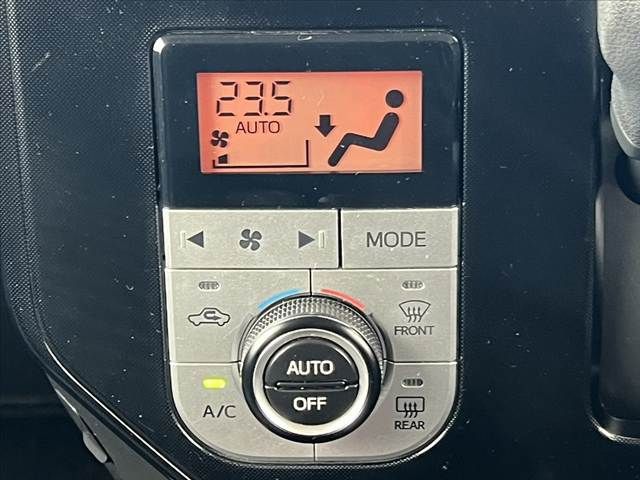 23.5
AUTO
MODE
FRONT
AUTO
OFF
A/C
REAR